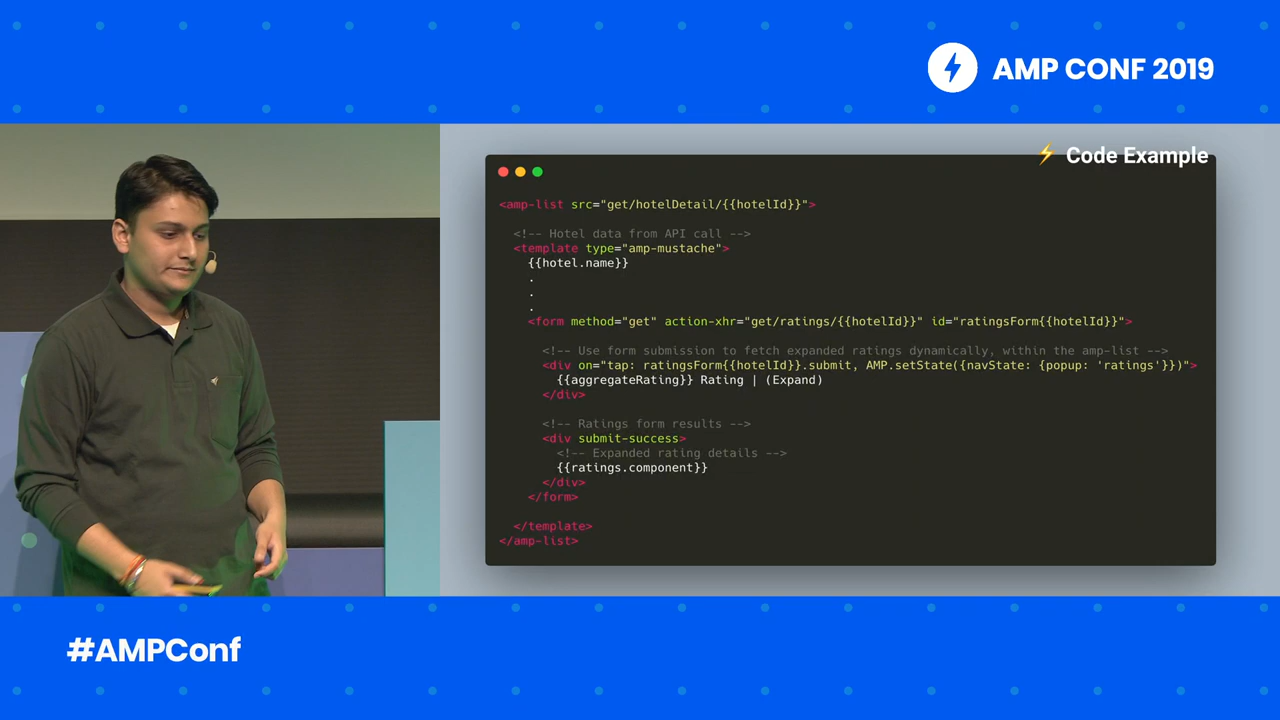 AMP CONF 2019
⚡ Code Example
<amp-list src="get/hotelDetail/{{hotelId}}">
<!-- Hotel data from API call -->
<template type="amp-mustache">
{{hotel.name}}
.
.
.
<form method="get" action-xhr="get/ratings/{{hotelId}}" id="ratingsForm{{hotelId}}">
<!-- Use form submission to fetch expanded ratings dynamically, within the amp-list -->
<div on="tap: ratingsForm{{hotelId}}.submit, AMP.setState({navState: {popup: 'ratings'}})">
{{aggregateRating}} Rating | (Expand)
</div>
<!-- Ratings form results -->
<div submit-success>
<!-- Expanded rating details -->
{{ratings.component}}
</div>
</form>
</template>
</amp-list>
#AMPConf